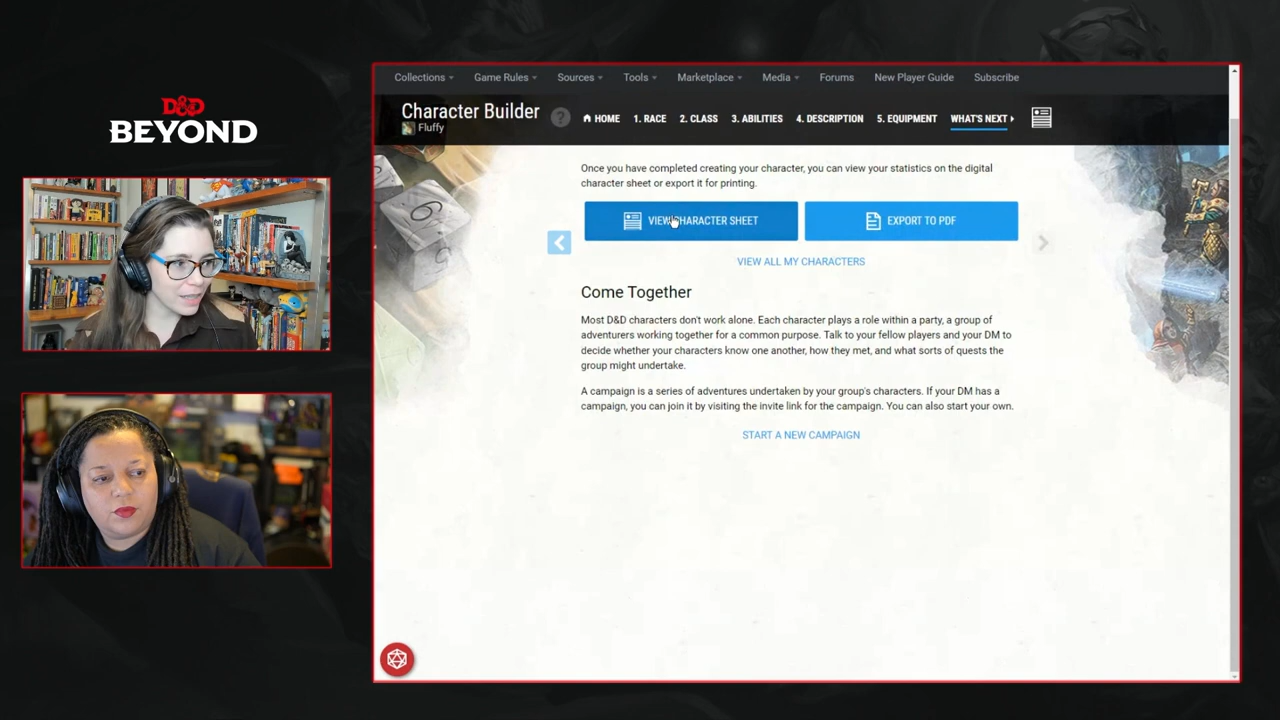 D&D
BEYOND
Collections Game Rules Sources Tools Marketplace Media Forums New Player Guide Subscribe
Character Builder
Fluffy
? HOME 1. RACE 2. CLASS 3. ABILITIES 4. DESCRIPTION 5. EQUIPMENT WHAT'S NEXT
Once you have completed creating your character, you can view your statistics on the digital
character sheet or export it for printing.
VIEW CHARACTER SHEET EXPORT TO PDF
VIEW ALL MY CHARACTERS
Come Together
Most D&D characters don't work alone. Each character plays a role within a party, a group of
adventurers working together for a common purpose. Talk to your fellow players and your DM to
decide whether your characters know one another, how they met, and what sorts of quests the
group might undertake.
A campaign is a series of adventures undertaken by your group's characters. If your DM has a
campaign, you can join it by visiting the invite link for the campaign. You can also start your own.
START A NEW CAMPAIGN